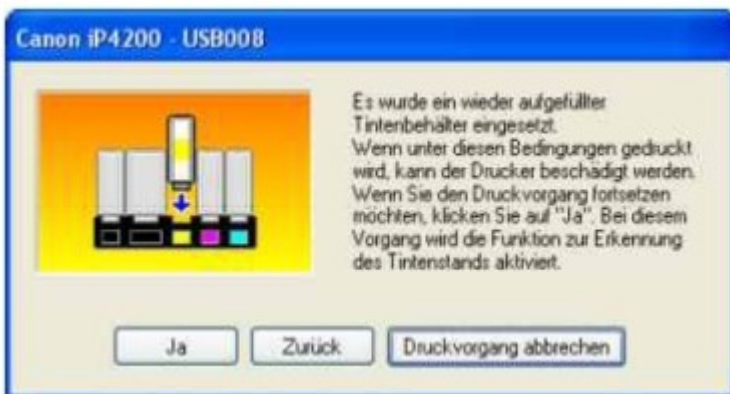 Canon iP4200 - USB008
Es wurde ein wieder aufgefüllter
Tintenbehälter eingesetzt.
Wenn unter diesen Bedingungen gedruckt
wird, kann der Drucker beschädigt werden.
Wenn Sie den Druckvorgang fortsetzen
möchten, klicken Sie auf "Ja". Bei diesem
Vorgang wird die Funktion zur Erkennung
des Tintenstands aktiviert.
Ja
Zurück
Druckvorgang abbrechen